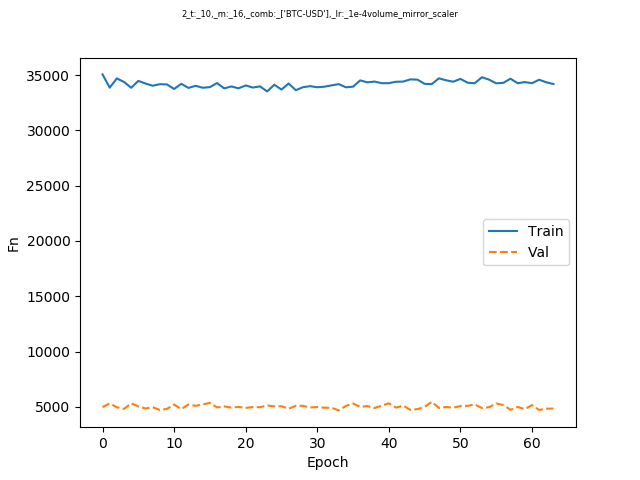 2_t:_10,_m:_16,_comb:_['BTC-USD'],_lr:_1e-4volume_mirror_scaler
35000
30000
25000
20000
15000
10000
5000
Fn
Train
Val
0 10 20 30 40 50 60
Epoch